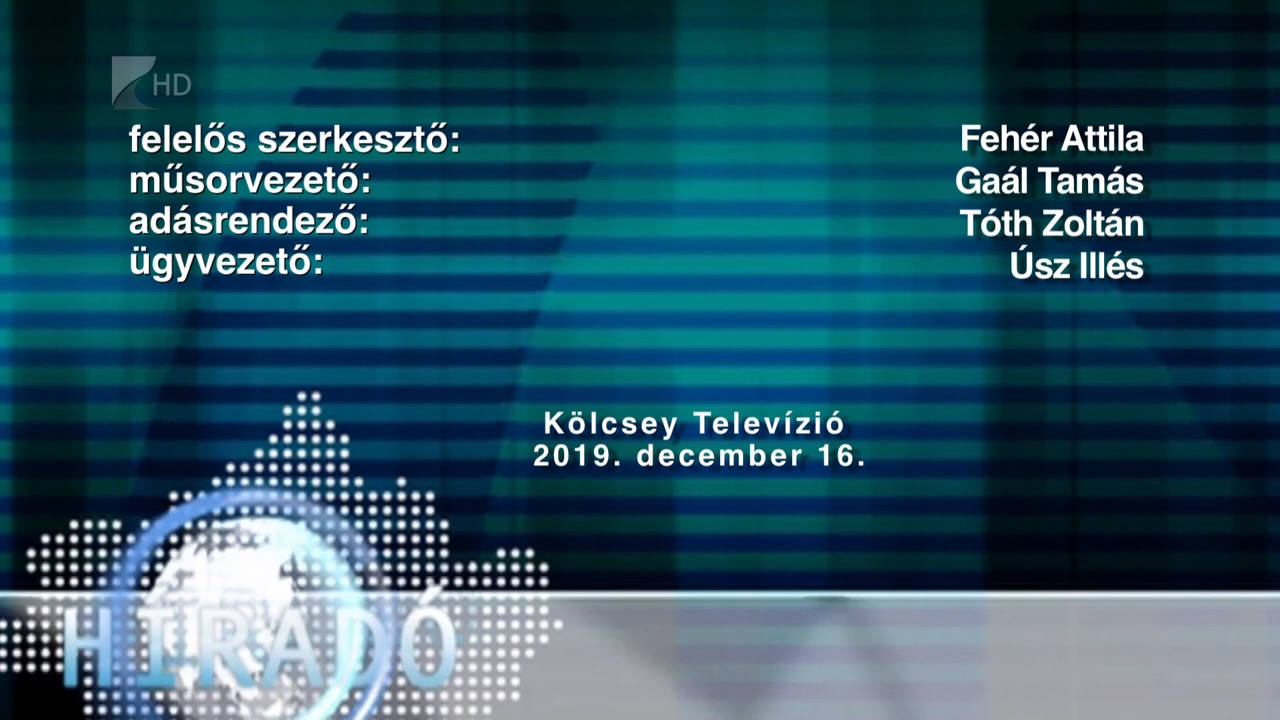 HD
felelős szerkesztő: Fehér Attila
műsorvezető: Gaál Tamás
adásrendező: Tóth Zoltán
ügyvezető: Úsz Illés
Kölcsey Televízió
2019. december 16.
HÍRADÓ